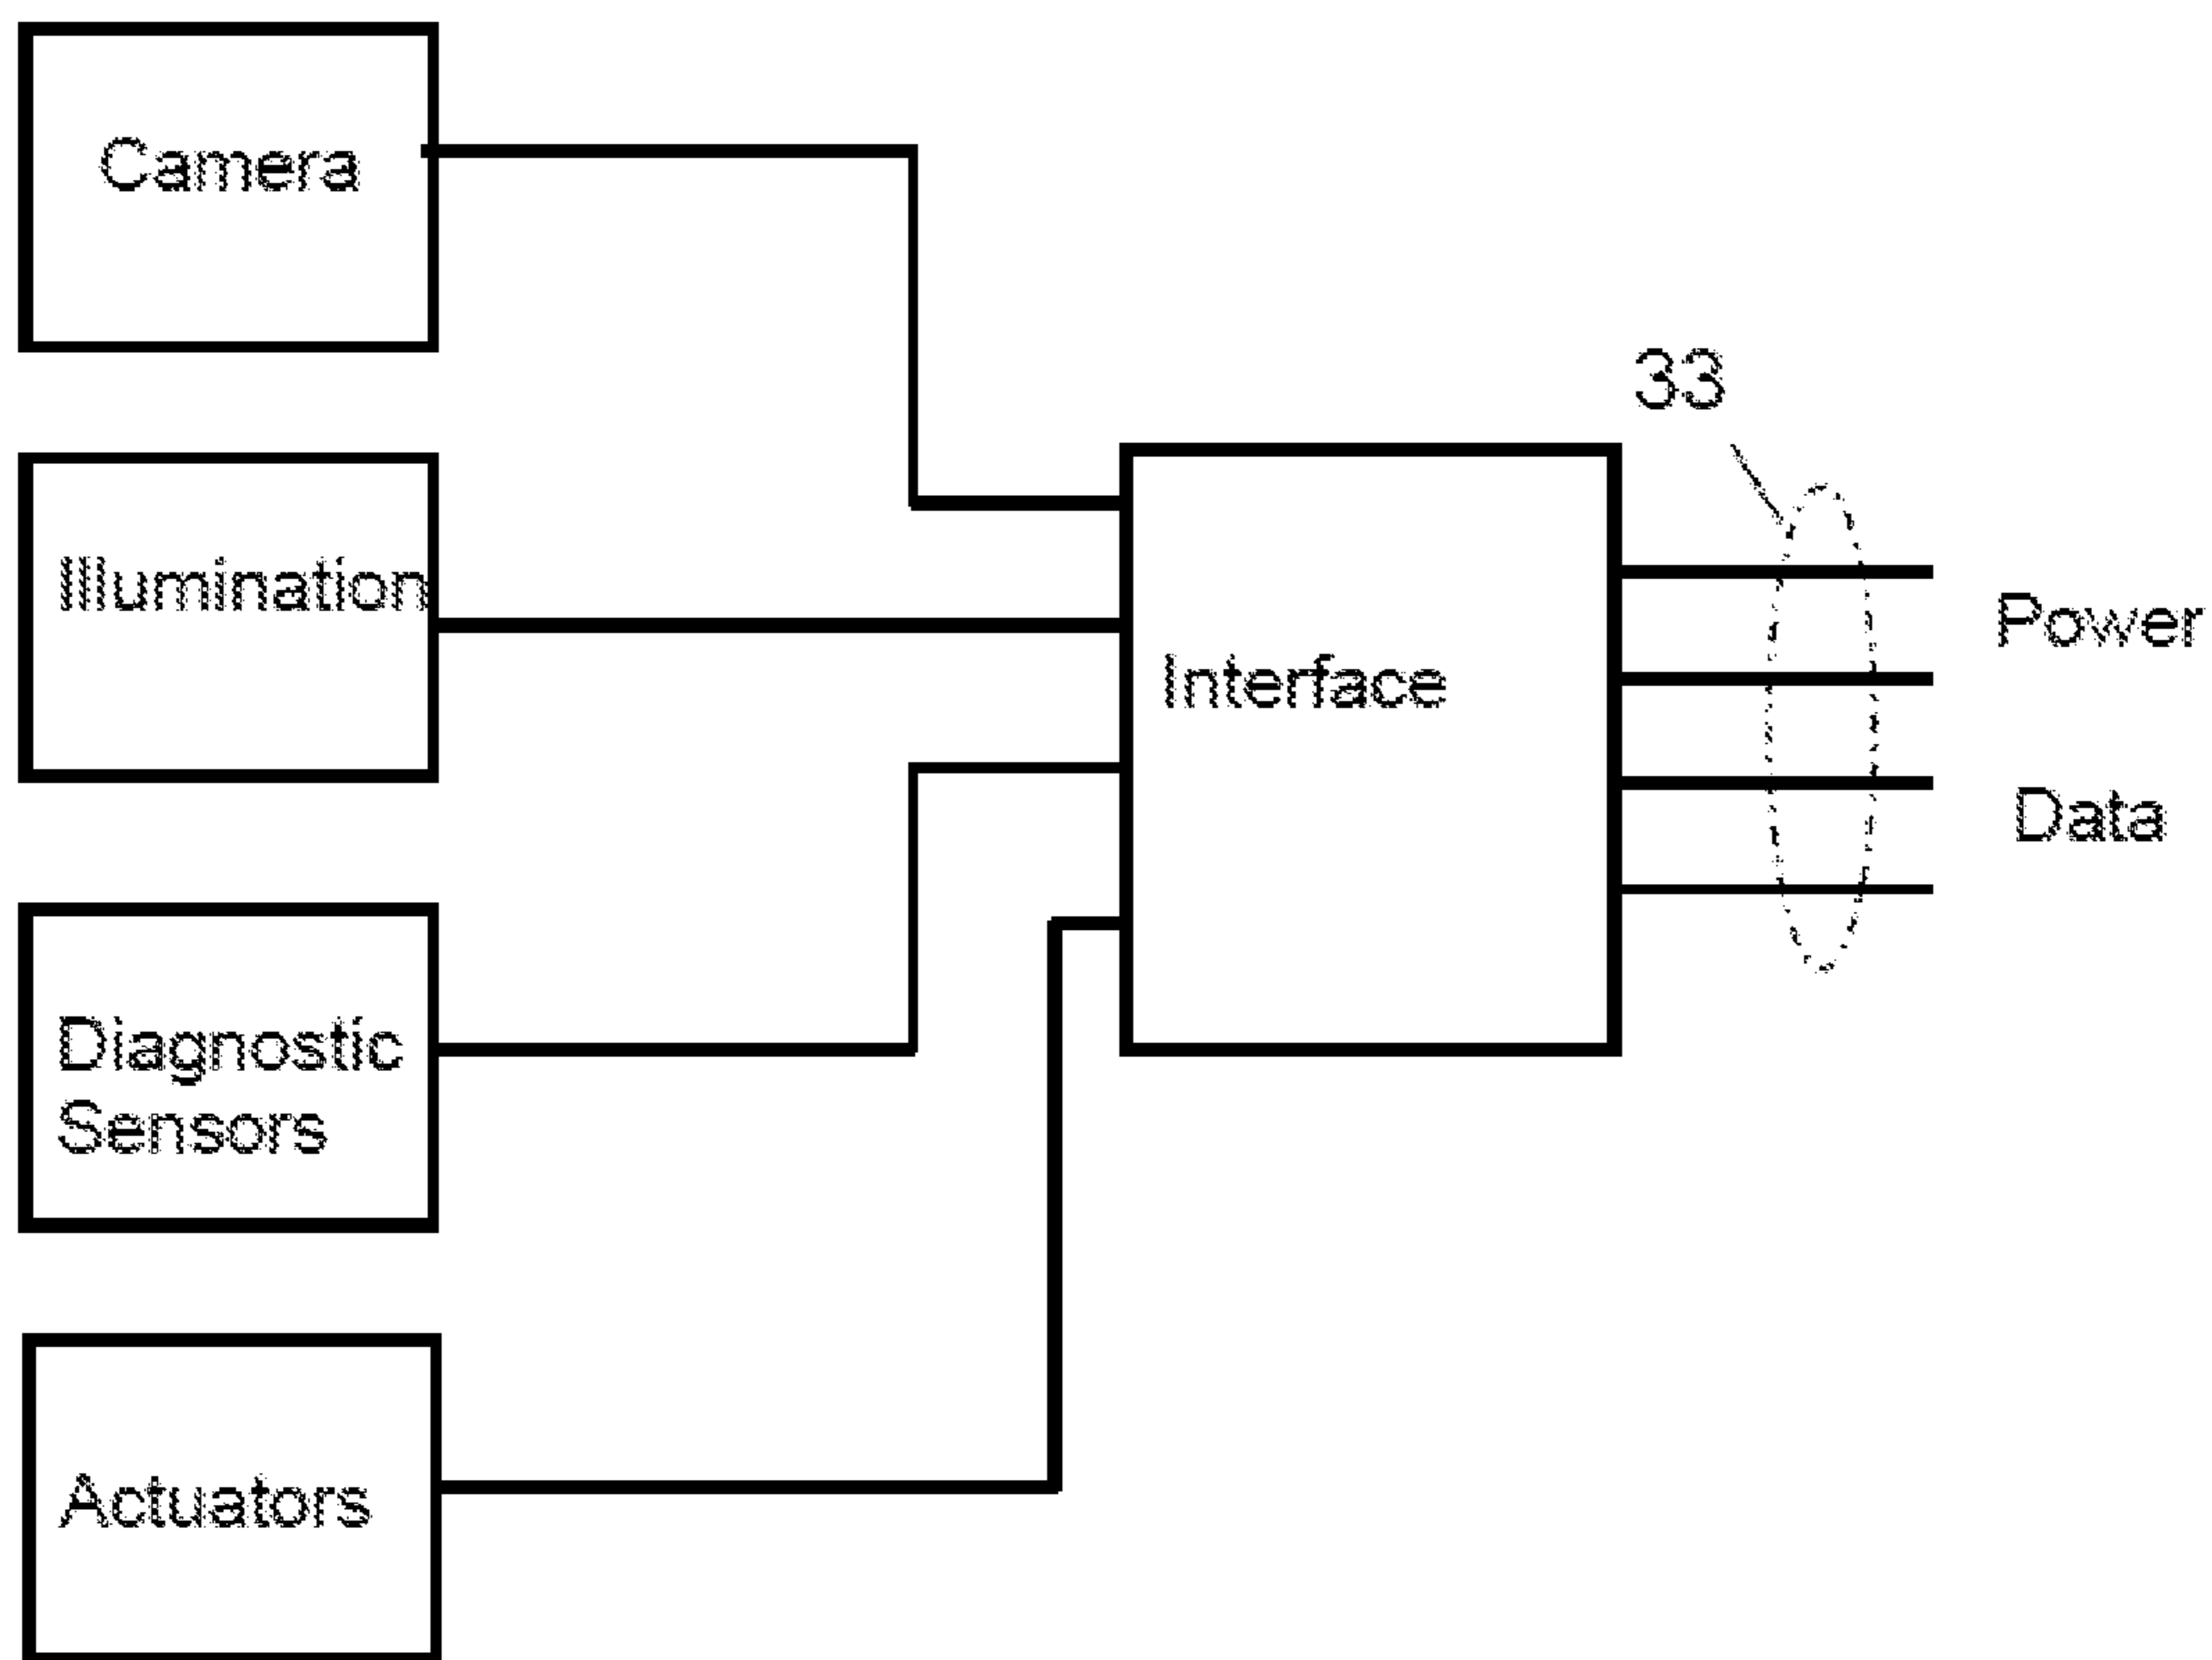 Camera
33
Illumination
Interface
Power
Data
Diagnostic
Sensors
Actuators